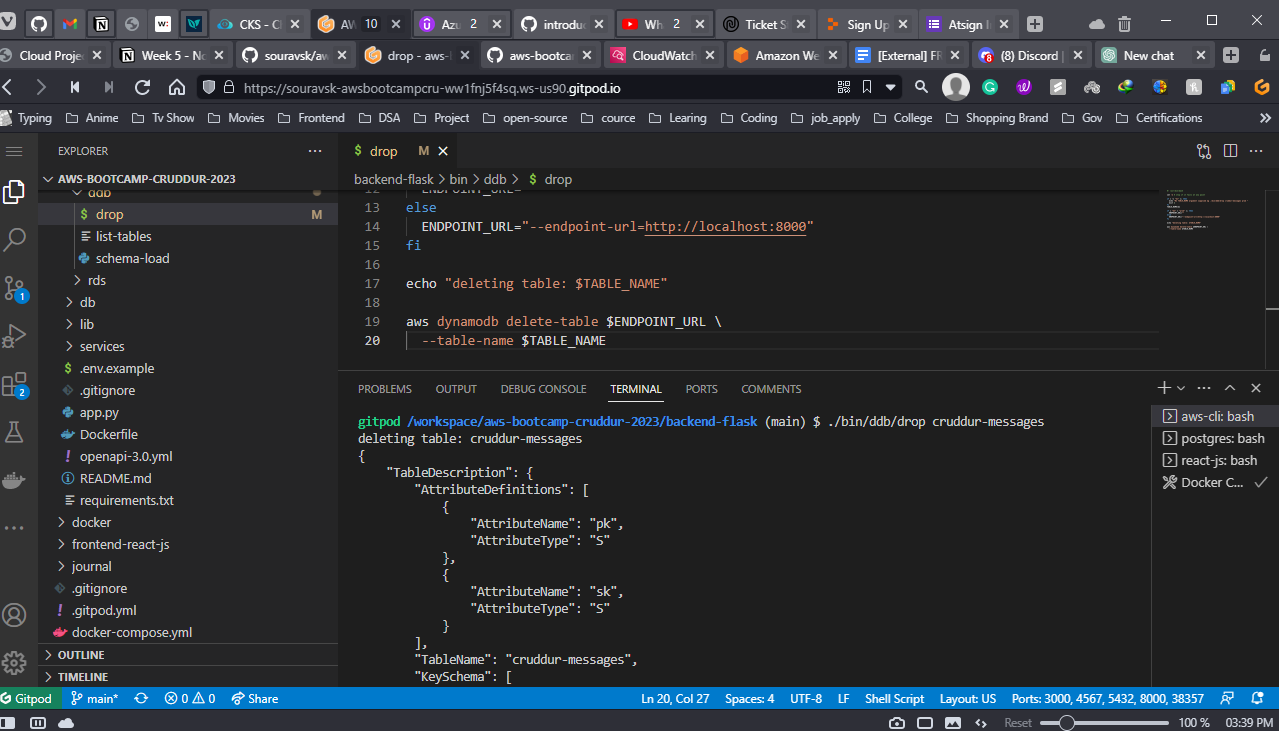 CKS - C
AW 10
Azu 2
introduc
Wh 2
Ticket S
Sign Up
Atsign I
Cloud Proje
Week 5 - No
souravsk/aw
drop - aws-b
aws-bootca
CloudWatch
Amazon We
[External] FR
(8) Discord |
New chat
https://souravsk-awsbootcampcru-ww1fnj5f4sq.ws-us90.gitpod.io
Typing Anime Tv Show Movies Frontend DSA Project open-source cource Learing Coding job_apply College Shopping Brand Gov Certifications
EXPLORER
AWS-BOOTCAMP-CRUDDUR-2023
ddb
drop M
list-tables
schema-load
rds
db
lib
services
.env.example
.gitignore
app.py
Dockerfile
openapi-3.0.yml
README.md
requirements.txt
docker
frontend-react-js
journal
.gitignore
.gitpod.yml
docker-compose.yml
OUTLINE
TIMELINE
1
2
$ drop M
backend-flask > bin > ddb > $ drop
12 ENDPOINT_URL=""
13 else
14 ENDPOINT_URL="--endpoint-url=http://localhost:8000"
15 fi
16
17 echo "deleting table: $TABLE_NAME"
18
19 aws dynamodb delete-table $ENDPOINT_URL \
20 --table-name $TABLE_NAME
PROBLEMS OUTPUT DEBUG CONSOLE TERMINAL PORTS COMMENTS
gitpod /workspace/aws-bootcamp-cruddur-2023/backend-flask (main) $ ./bin/ddb/drop cruddur-messages
deleting table: cruddur-messages
{
"TableDescription": {
"AttributeDefinitions": [
{
"AttributeName": "pk",
"AttributeType": "S"
},
{
"AttributeName": "sk",
"AttributeType": "S"
}
],
"TableName": "cruddur-messages",
"KeySchema": [
aws-cli: bash
postgres: bash
react-js: bash
Docker C...
Gitpod main* 0 0 Share Ln 20, Col 27 Spaces: 4 UTF-8 LF Shell Script Layout: US Ports: 3000, 4567, 5432, 8000, 38357
Reset 100 % 03:39 PM